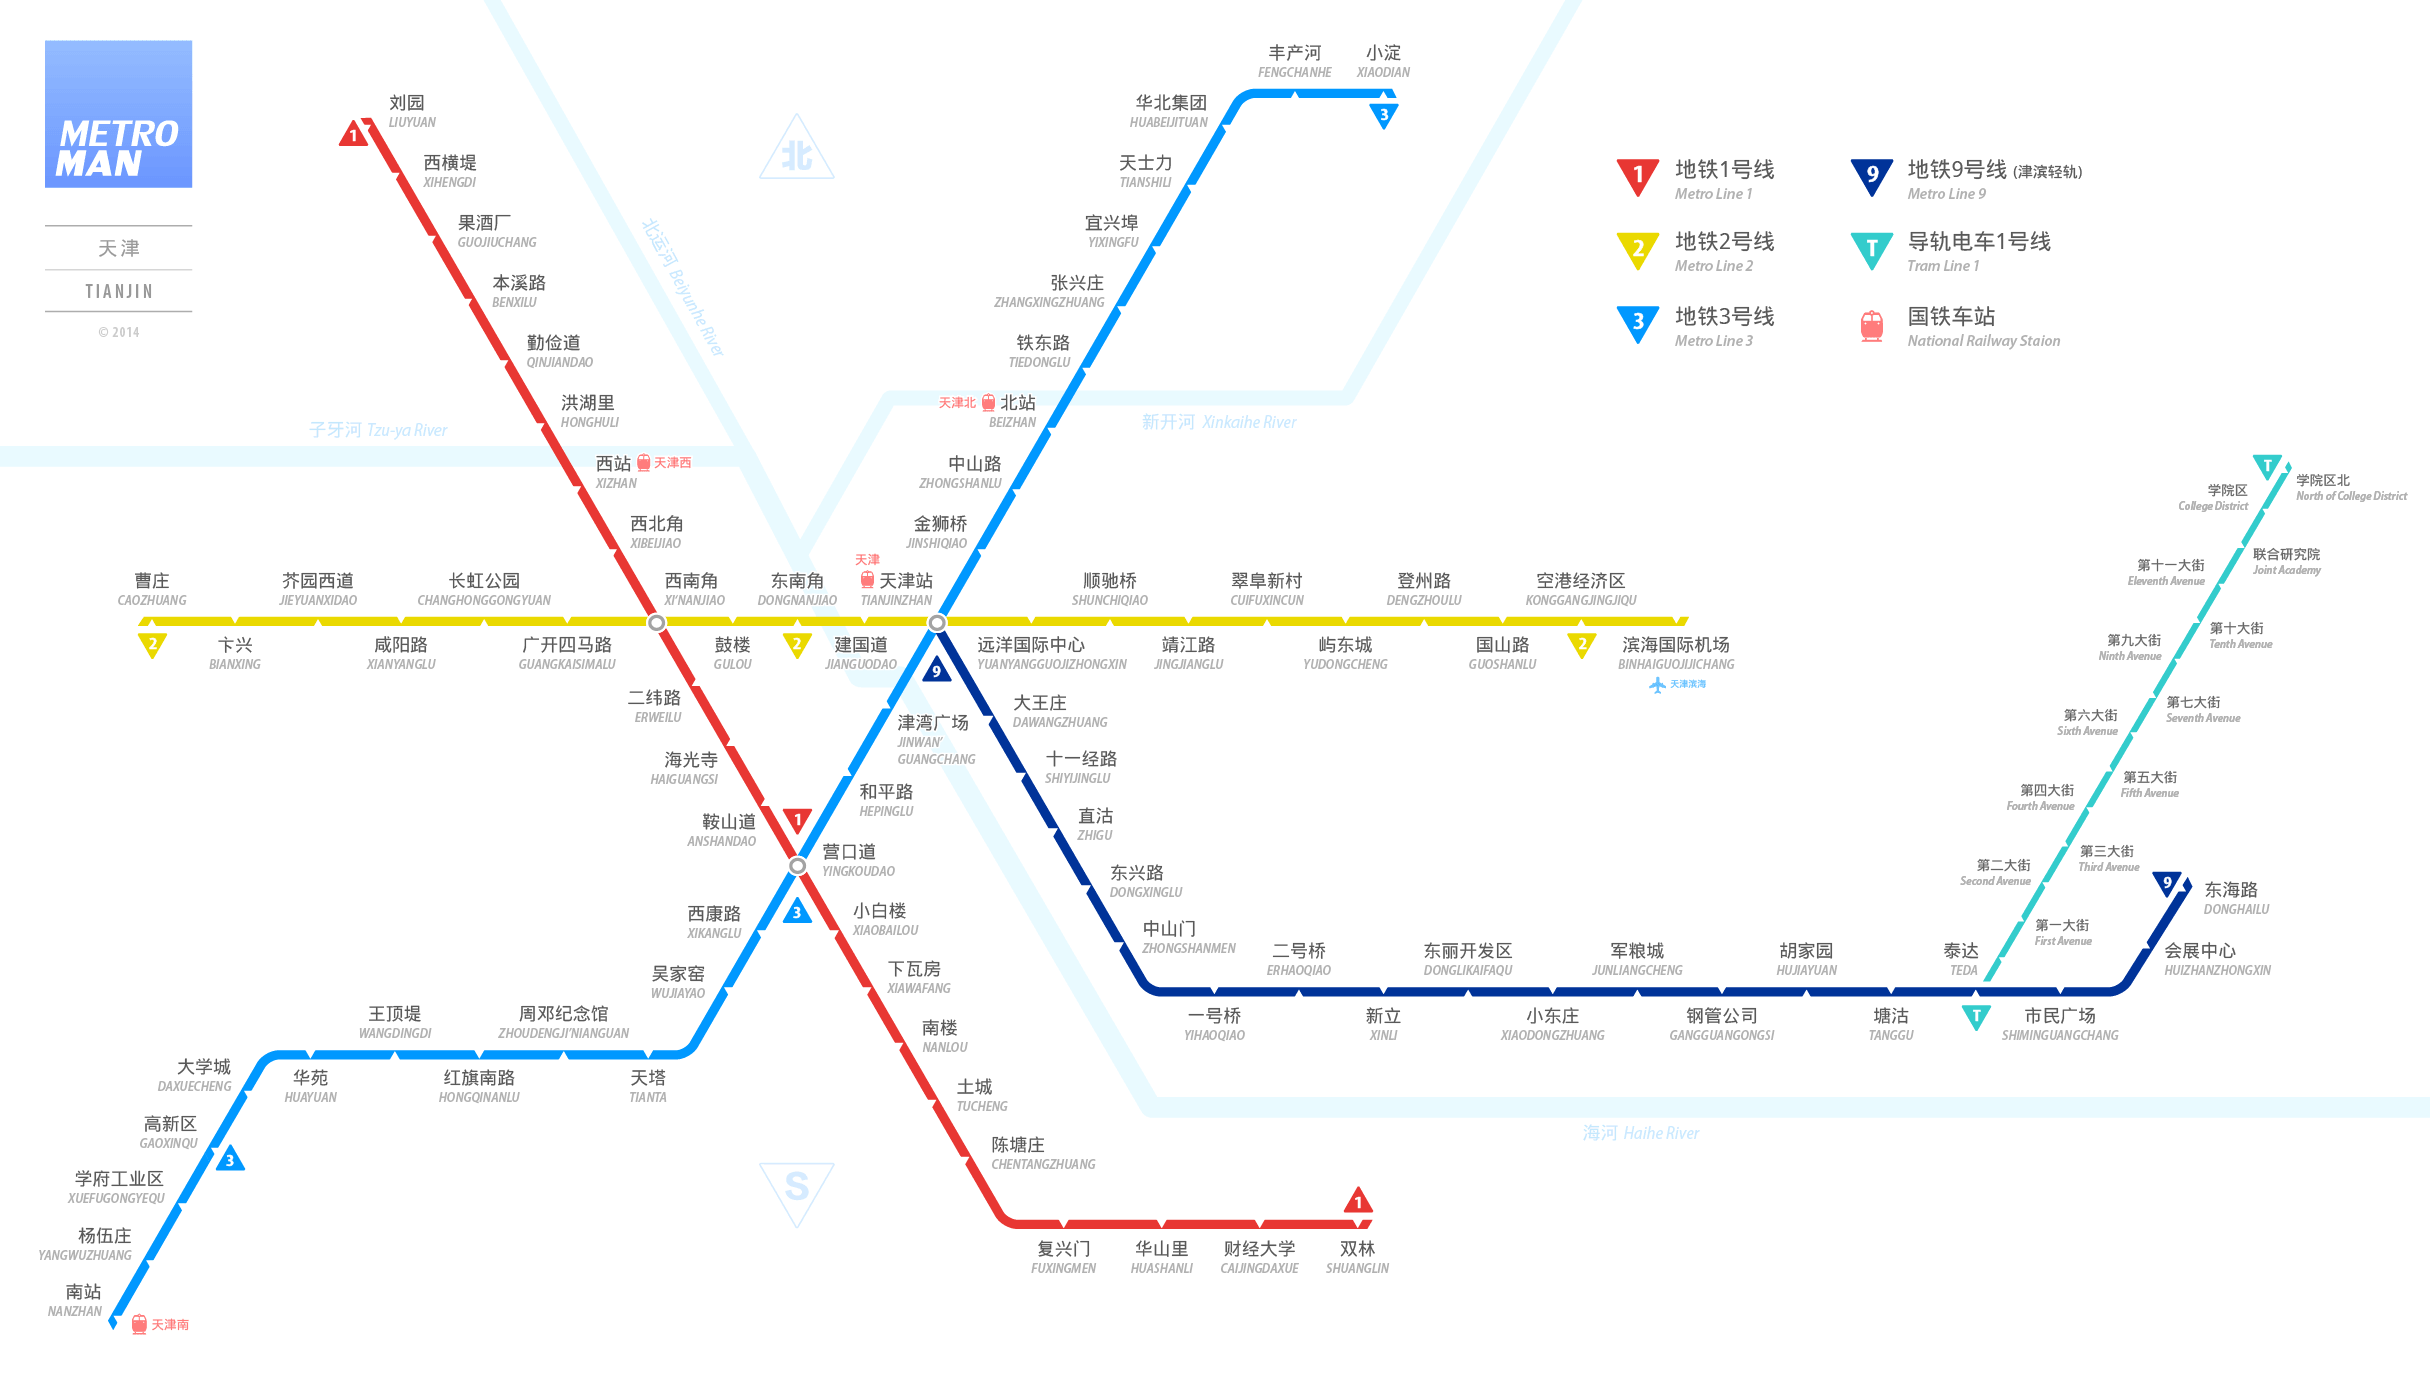 METRO
MAN
天津
TIANJIN
© 2014
北
S
1
地铁1号线
Metro Line 1
2
地铁2号线
Metro Line 2
3
地铁3号线
Metro Line 3
9
地铁9号线 (津滨轻轨)
Metro Line 9
T
导轨电车1号线
Tram Line 1
国铁车站
National Railway Staion
北运河 Beiyunhe River
子牙河 Tzu-ya River
新开河 Xinkaihe River
海河 Haihe River
1
刘园
LIUYUAN
西横堤
XIHENGDI
果酒厂
GUOJIUCHANG
本溪路
BENXILU
勤俭道
QINJIANDAO
洪湖里
HONGHULI
西站 天津西
XIZHAN
西北角
XIBEIJIAO
西南角
XI'NANJIAO
二纬路
ERWEILU
海光寺
HAIGUANGSI
鞍山道
ANSHANDAO
1
营口道
YINGKOUDAO
3
小白楼
XIAOBAILOU
下瓦房
XIAWAFANG
南楼
NANLOU
土城
TUCHENG
陈塘庄
CHENTANGZHUANG
复兴门
FUXINGMEN
华山里
HUASHANLI
财经大学
CAIJINGDAXUE
1
双林
SHUANGLIN
曹庄
CAOZHUANG
2
卞兴
BIANXING
芥园西道
JIEYUANXIDAO
咸阳路
XIANYANGLU
长虹公园
CHANGHONGGONGYUAN
广开四马路
GUANGKAISIMALU
鼓楼
GULOU
东南角
DONGNANJIAO
2
建国道
JIANGUODAO
天津
天津站
TIANJINZHAN
远洋国际中心
YUANYANGGUOJIZHONGXIN
顺驰桥
SHUNCHIQIAO
靖江路
JINGJIANGLU
翠阜新村
CUIFUXINCUN
屿东城
YUDONGCHENG
登州路
DENGZHOULU
国山路
GUOSHANLU
空港经济区
KONGGANGJINGJIQU
2
滨海国际机场
BINHAIGUOJIJICHANG
天津滨海
小淀
XIAODIAN
3
丰产河
FENGCHANHE
华北集团
HUABEIJITUAN
天士力
TIANSHILI
宜兴埠
YIXINGFU
张兴庄
ZHANGXINGZHUANG
铁东路
TIEDONGLU
天津北 北站
BEIZHAN
中山路
ZHONGSHANLU
金狮桥
JINSHIQIAO
津湾广场
JINWAN'
GUANGCHANG
和平路
HEPINGLU
西康路
XIKANGLU
吴家窑
WUJIAYAO
天塔
TIANTA
周邓纪念馆
ZHOUDENGJI'NIANGUAN
红旗南路
HONGQINANLU
王顶堤
WANGDINGDI
华苑
HUAYUAN
大学城
DAXUECHENG
高新区
GAOXINQU
3
学府工业区
XUEFUGONGYEQU
杨伍庄
YANGWUZHUANG
南站
NANZHAN
天津南
9
大王庄
DAWANGZHUANG
十一经路
SHIYIJINGLU
直沽
ZHIGU
东兴路
DONGXINGLU
中山门
ZHONGSHANMEN
一号桥
YIHAOQIAO
二号桥
ERHAOQIAO
新立
XINLI
东丽开发区
DONGLIKAIFAQU
小东庄
XIAODONGZHUANG
军粮城
JUNLIANGCHENG
钢管公司
GANGGUANGONGSI
胡家园
HUJIAYUAN
塘沽
TANGGU
泰达
TEDA
T
市民广场
SHIMINGUANGCHANG
会展中心
HUIZHANZHONGXIN
9
东海路
DONGHAILU
T
学院区北
North of College District
学院区
College District
联合研究院
Joint Academy
第十一大街
Eleventh Avenue
第十大街
Tenth Avenue
第九大街
Ninth Avenue
第七大街
Seventh Avenue
第六大街
Sixth Avenue
第五大街
Fifth Avenue
第四大街
Fourth Avenue
第三大街
Third Avenue
第二大街
Second Avenue
第一大街
First Avenue